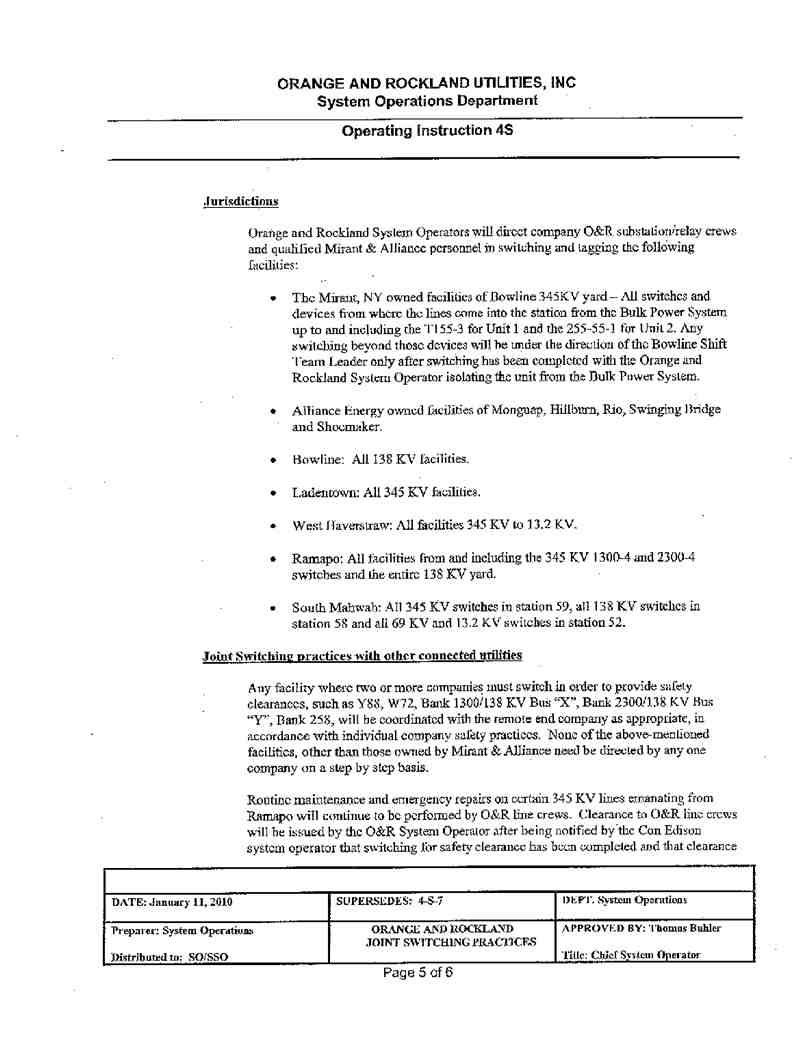 ORANGE AND ROCKLAND UTILITIES, INC
System Operations Department
Operating Instruction 4S
Jurisdictions
Orange and Rockland System Operators will direct company O&R substation/relay crews
and qualified Mirant & Alliance personnel in switching and tagging the following
facilities:
• The Mirant, NY owned facilities of Bowline 345KV yard – All switches and
devices from where the lines come into the station from the Bulk Power System
up to and including the T155-3 for Unit 1 and the 255-55-1 for Unit 2. Any
switching beyond those devices will be under the direction of the Bowline Shift
Team Leader only after switching has been completed with the Orange and
Rockland System Operator isolating the unit from the Bulk Power System.
• Alliance Energy owned facilities of Mongaup, Hillburn, Rio, Swinging Bridge
and Shoemaker.
• Bowline: All 138 KV facilities.
• Ladentown: All 345 KV facilities.
• West Haverstraw: All facilities 345 KV to 13.2 KV.
• Ramapo: All facilities from and including the 345 KV 1300-4 and 2300-4
switches and the entire 138 KV yard.
• South Mahwah: All 345 KV switches in station 59, all 138 KV switches in
station 58 and all 69 KV and 13.2 KV switches in station 52.
Joint Switching practices with other connected utilities
Any facility where two or more companies must switch in order to provide safety
clearances, such as Y88, W72, Bank 1300/138 KV Bus "X", Bank 2300/138 KV Bus
"Y", Bank 258, will be coordinated with the remote end company as appropriate, in
accordance with individual company safety practices. None of the above-mentioned
facilities, other than those owned by Mirant & Alliance need be directed by any one
company on a step by step basis.
Routine maintenance and emergency repairs on certain 345 KV lines emanating from
Ramapo will continue to be performed by O&R line crews. Clearance to O&R line crews
will be issued by the O&R System Operator after being notified by the Con Edison
system operator that switching for safety clearance has been completed and that clearance
DATE: January 11, 2010 SUPERSEDES: 4-S-7 DEPT. System Operations
Preparer: System Operations ORANGE AND ROCKLAND APPROVED BY: Thomas Buhler
JOINT SWITCHING PRACTICES
Distributed to: SO/SSO Title: Chief System Operator
Page 5 of 6